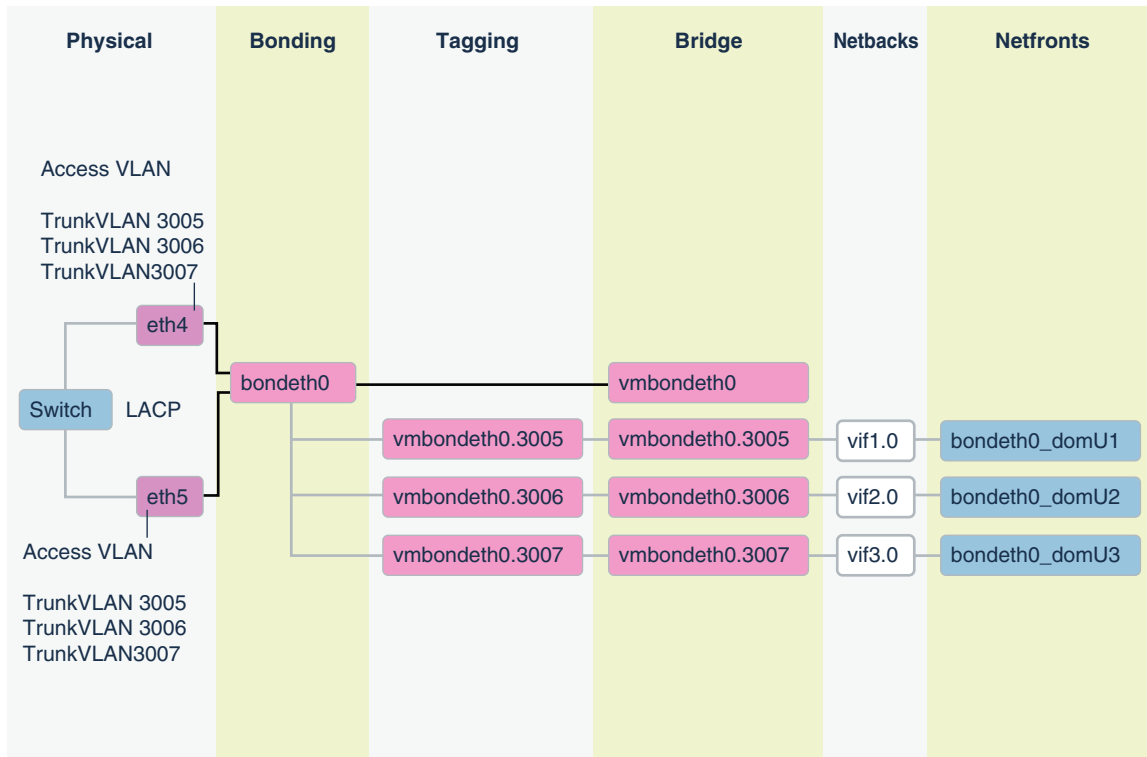 Physical
Bonding
Tagging
Bridge
Netbacks
Netfronts
Access VLAN
TrunkVLAN 3005
TrunkVLAN 3006
TrunkVLAN3007
eth4
bondeth0
vmbondeth0
Switch
LACP
vmbondeth0.3005
vmbondeth0.3005
vif1.0
bondeth0_domU1
eth5
vmbondeth0.3006
vmbondeth0.3006
vif2.0
bondeth0_domU2
Access VLAN
vmbondeth0.3007
vmbondeth0.3007
vif3.0
bondeth0_domU3
TrunkVLAN 3005
TrunkVLAN 3006
TrunkVLAN3007